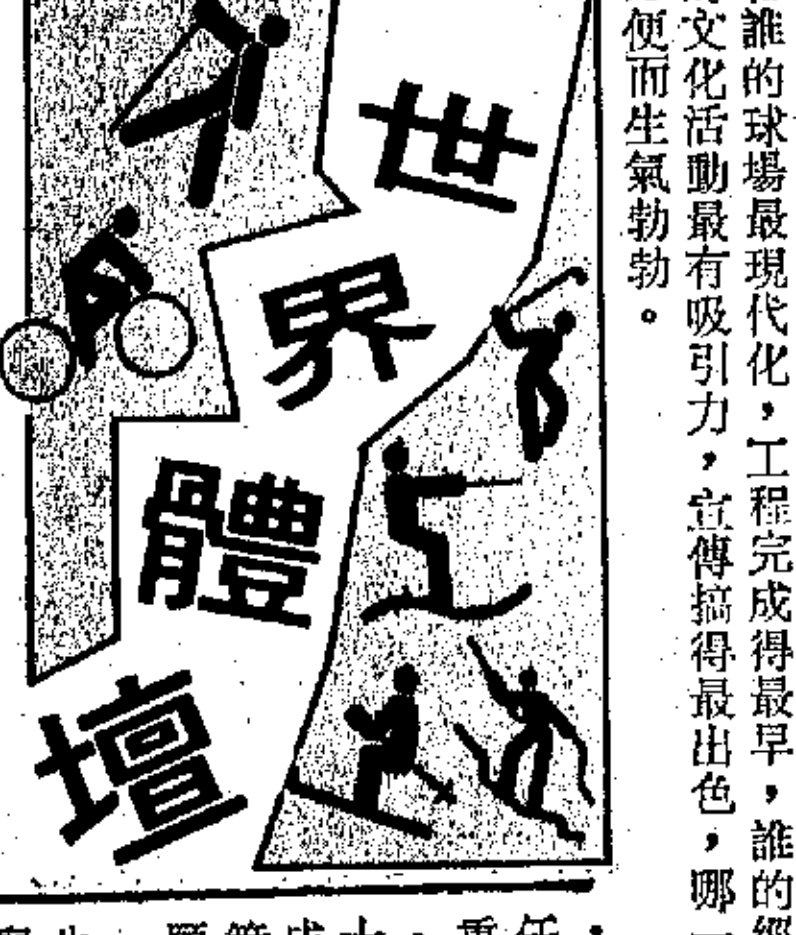 誰的球場最現代化，工程完成得最早，誰的經
文化活動最有吸引力，宣傳搞得最出色，哪一
便而生氣勃勃。
世界體壇